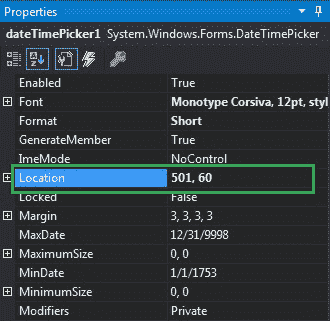 Properties
dateTimePicker1 System.Windows.Forms.DateTimePicker
Enabled True
Font Monotype Corsiva, 12pt, styl
Format Short
GenerateMember True
ImeMode NoControl
Location 501, 60
Locked False
Margin 3, 3, 3, 3
MaxDate 12/31/9998
MaximumSize 0, 0
MinDate 1/1/1753
MinimumSize 0, 0
Modifiers Private